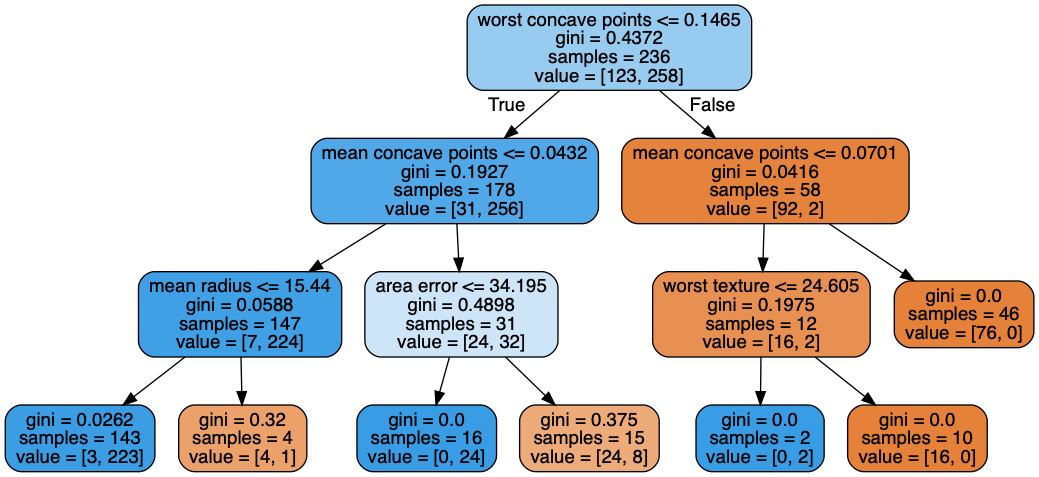 worst concave points <= 0.1465
gini = 0.4372
samples = 236
value = [123, 258]
True
False
mean concave points <= 0.0432
gini = 0.1927
samples = 178
value = [31, 256]
mean concave points <= 0.0701
gini = 0.0416
samples = 58
value = [92, 2]
mean radius <= 15.44
gini = 0.0588
samples = 147
value = [7, 224]
area error <= 34.195
gini = 0.4898
samples = 31
value = [24, 32]
worst texture <= 24.605
gini = 0.1975
samples = 12
value = [16, 2]
gini = 0.0
samples = 46
value = [76, 0]
gini = 0.0262
samples = 143
value = [3, 223]
gini = 0.32
samples = 4
value = [4, 1]
gini = 0.0
samples = 16
value = [0, 24]
gini = 0.375
samples = 15
value = [24, 8]
gini = 0.0
samples = 2
value = [0, 2]
gini = 0.0
samples = 10
value = [16, 0]